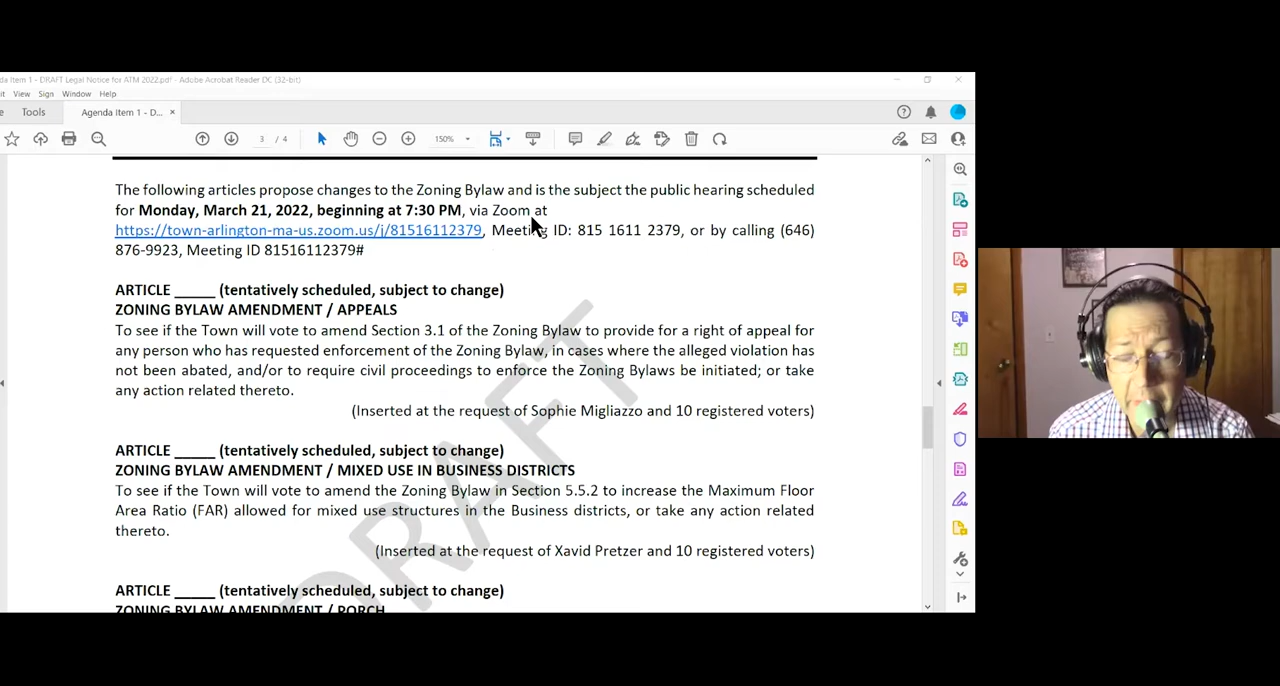 da Item 1 - DRAFT Legal Notice for ATM 2022.pdf - Adobe Acrobat Reader DC (32-bit)
it View Sign Window Help
e Tools Agenda Item 1 - D... ×
3 / 4 150%
The following articles propose changes to the Zoning Bylaw and is the subject the public hearing scheduled
for Monday, March 21, 2022, beginning at 7:30 PM, via Zoom at
https://town-arlington-ma-us.zoom.us/j/81516112379, Meeting ID: 815 1611 2379, or by calling (646)
876-9923, Meeting ID 81516112379#
ARTICLE _____ (tentatively scheduled, subject to change)
ZONING BYLAW AMENDMENT / APPEALS
To see if the Town will vote to amend Section 3.1 of the Zoning Bylaw to provide for a right of appeal for
any person who has requested enforcement of the Zoning Bylaw, in cases where the alleged violation has
not been abated, and/or to require civil proceedings to enforce the Zoning Bylaws be initiated; or take
any action related thereto.
(Inserted at the request of Sophie Migliazzo and 10 registered voters)
ARTICLE _____ (tentatively scheduled, subject to change)
ZONING BYLAW AMENDMENT / MIXED USE IN BUSINESS DISTRICTS
To see if the Town will vote to amend the Zoning Bylaw in Section 5.5.2 to increase the Maximum Floor
Area Ratio (FAR) allowed for mixed use structures in the Business districts, or take any action related
thereto.
(Inserted at the request of Xavid Pretzer and 10 registered voters)
ARTICLE _____ (tentatively scheduled, subject to change)
ZONING BYLAW AMENDMENT / PORCH
DRAFT